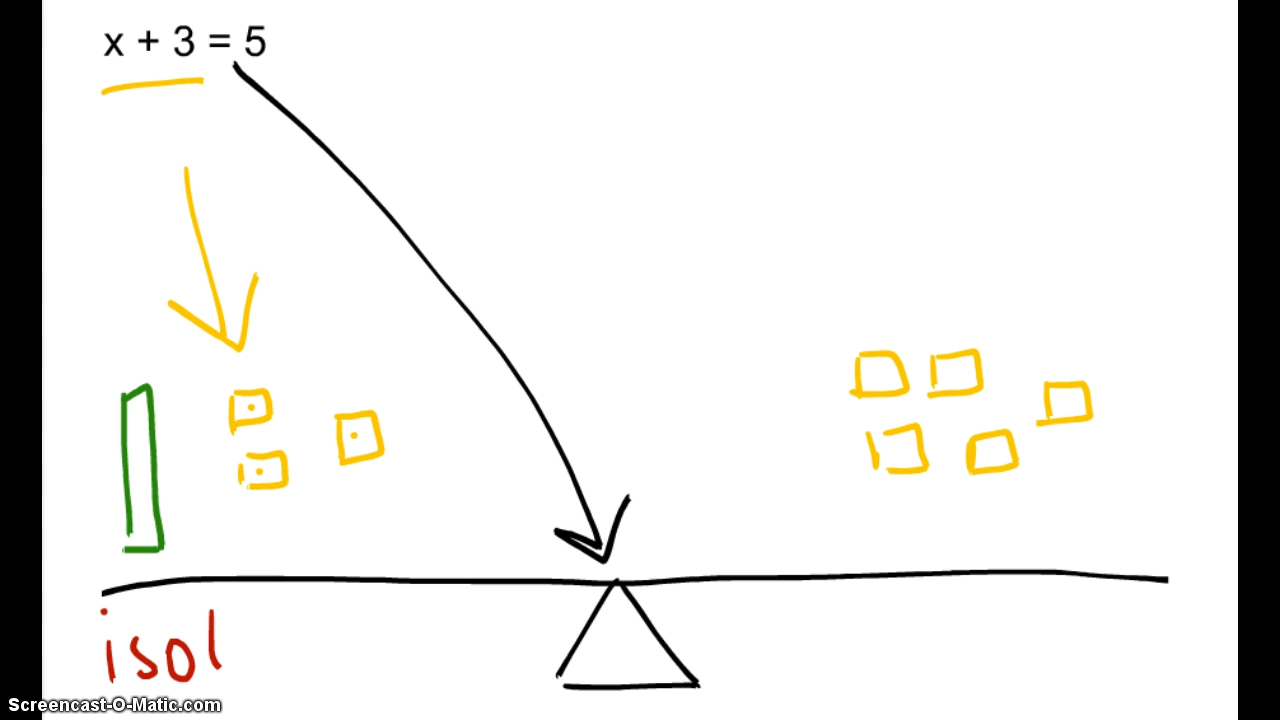 x + 3 = 5
isol
Screencast-O-Matic.com